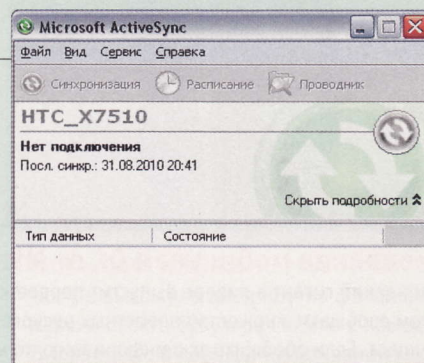 Microsoft ActiveSync
Файл Вид Сервис Справка
Синхронизация Расписание Проводник
HTC_X7510
Нет подключения
Посл. синхр.: 31.08.2010 20:41
Скрыть подробности
Тип данных Состояние